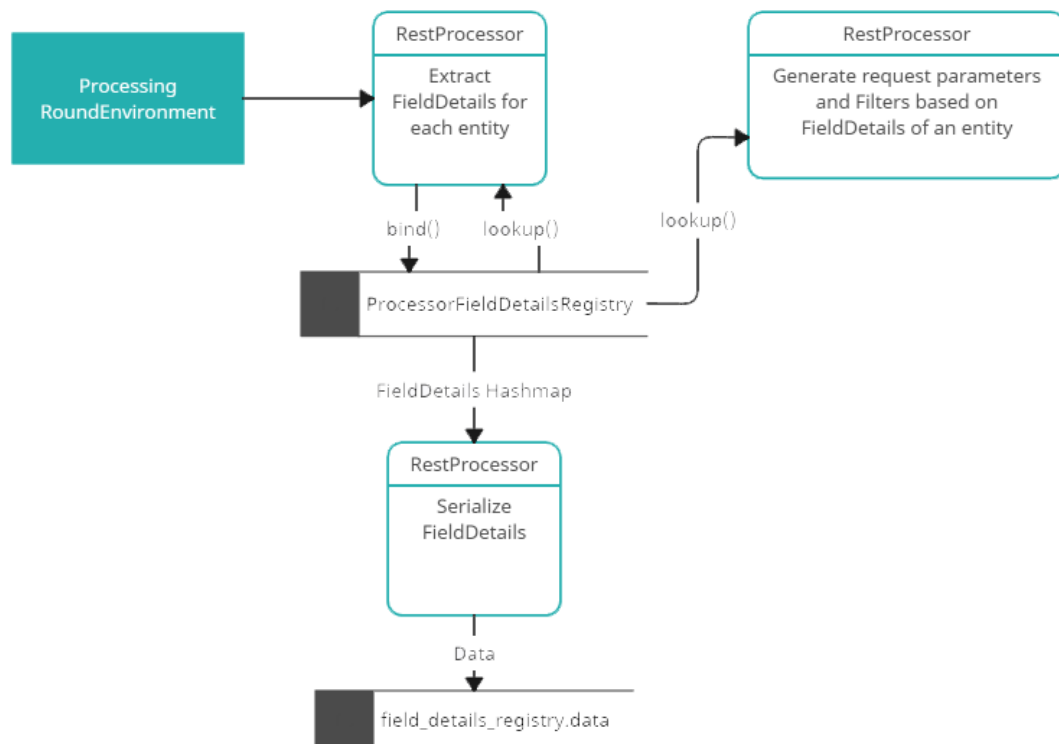 Processing
RoundEnvironment
RestProcessor
Extract
FieldDetails for
each entity
RestProcessor
Generate request parameters
and Filters based on
FieldDetails of an entity
bind()
lookup()
lookup()
ProcessorFieldDetailsRegistry
FieldDetails Hashmap
RestProcessor
Serialize
FieldDetails
Data
field_details_registry.data